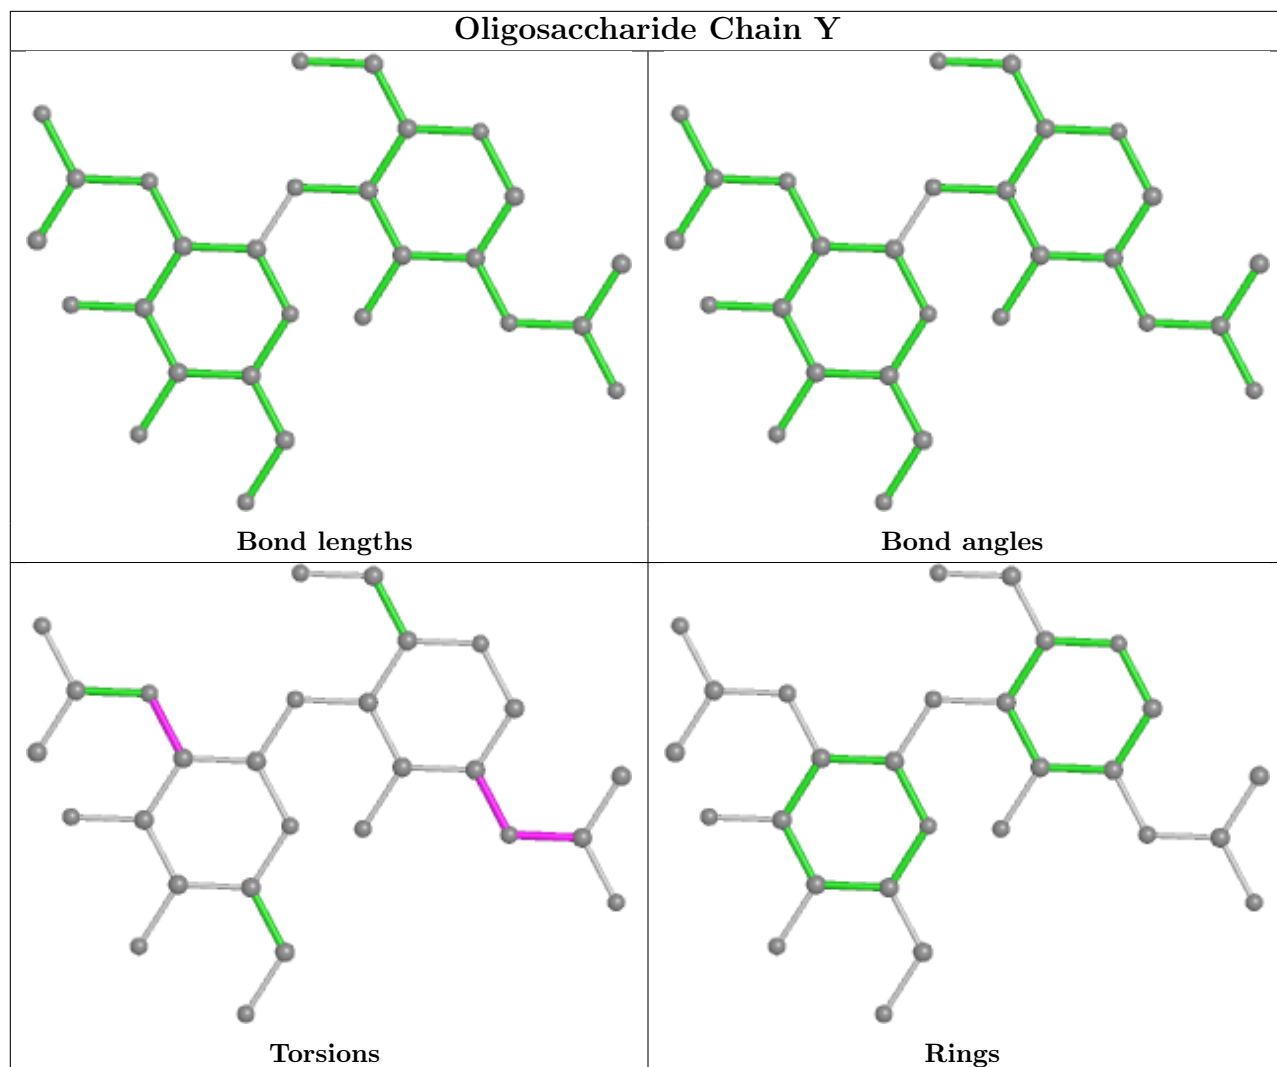 Oligosaccharide Chain Y
Bond lengths
Bond angles
Torsions
Rings